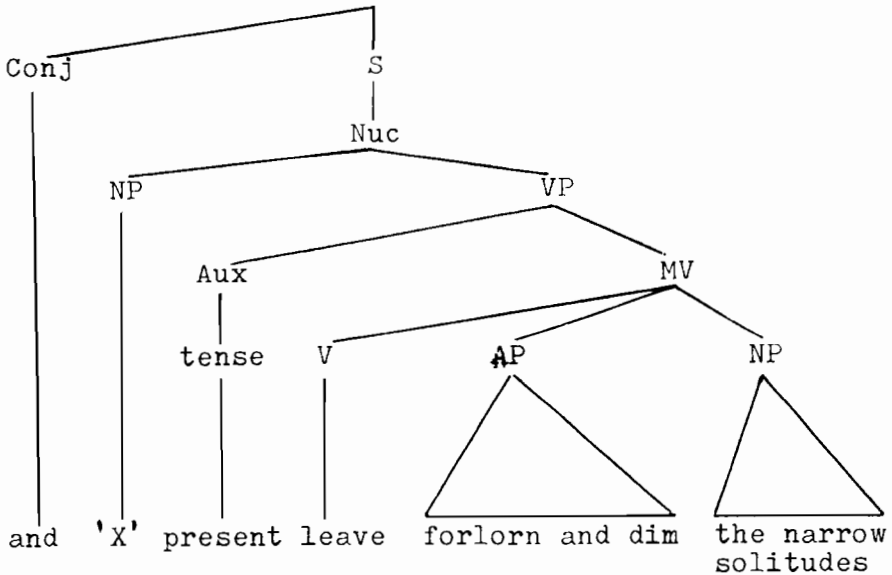 Conj S
Nuc
NP VP
Aux MV
tense V AP NP
and 'X' present leave forlorn and dim the narrow
solitudes